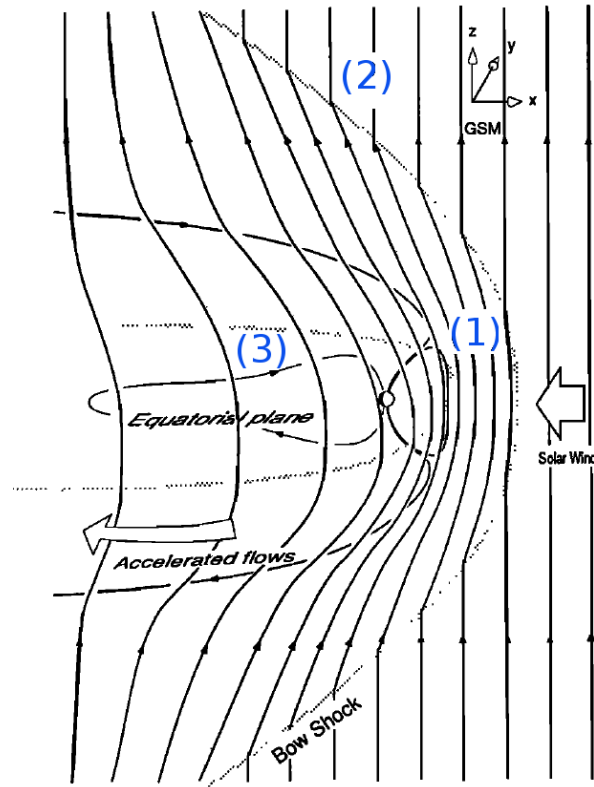 z
y
(2)
x
GSM
(1)
(3)
Equatorial plane
Solar Wind
Accelerated flows
Bow Shock